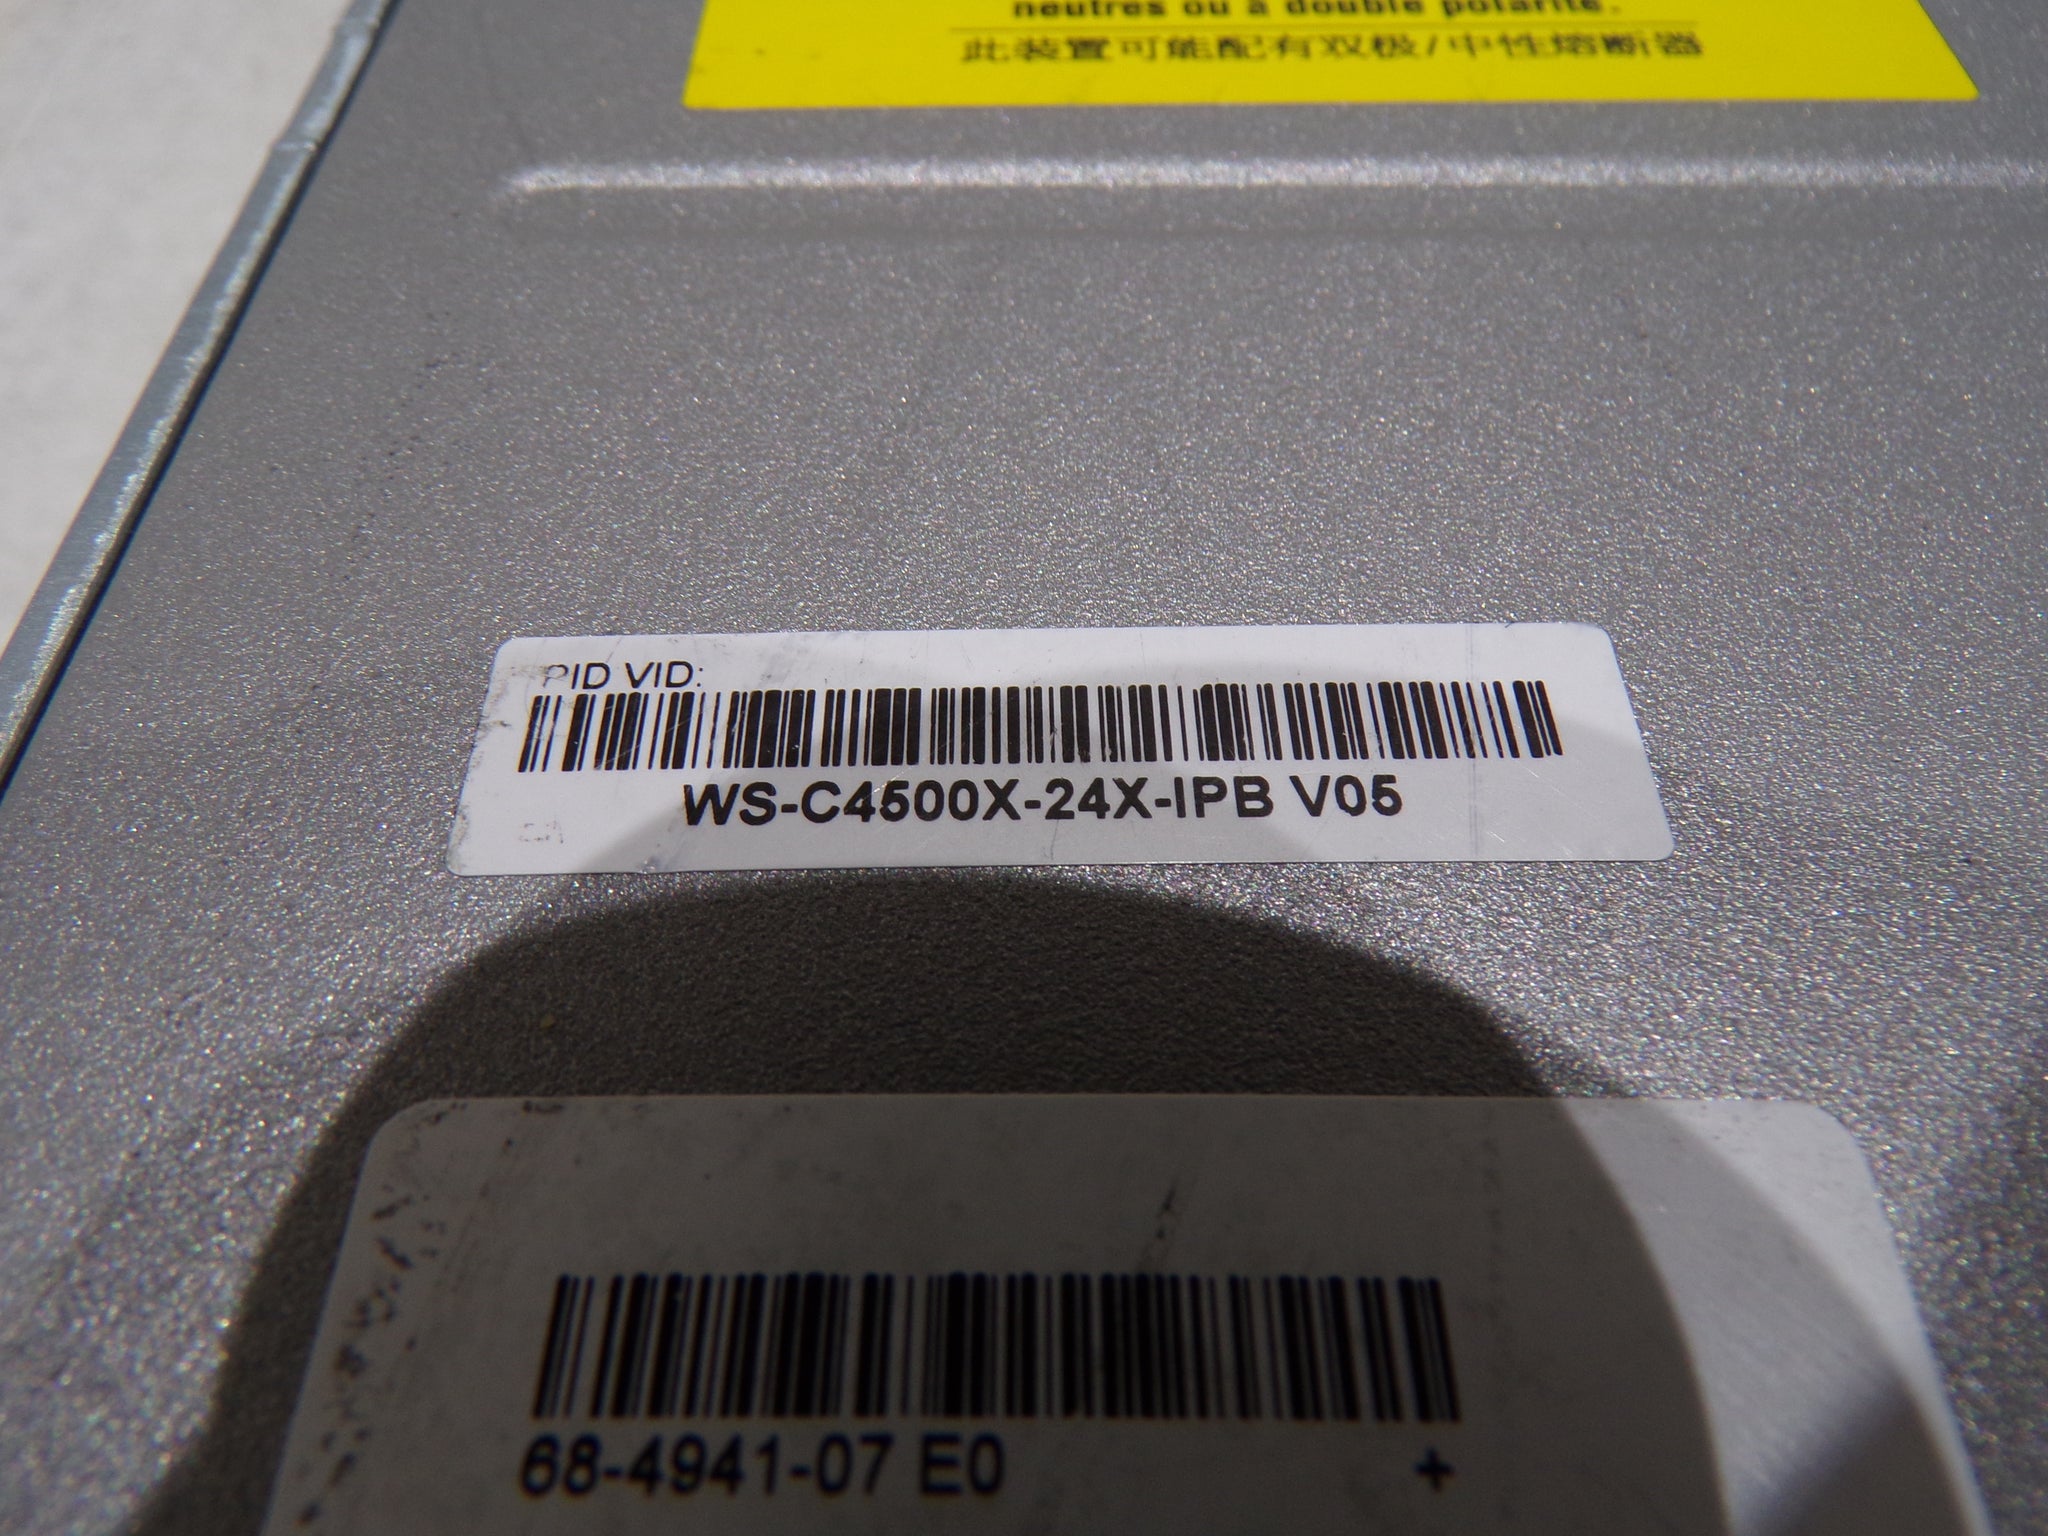 neutres ou à double polarité.
此装置可能配有双极/中性熔断器
PID VID:
WS-C4500X-24X-IPB V05
68-4941-07 E0 +